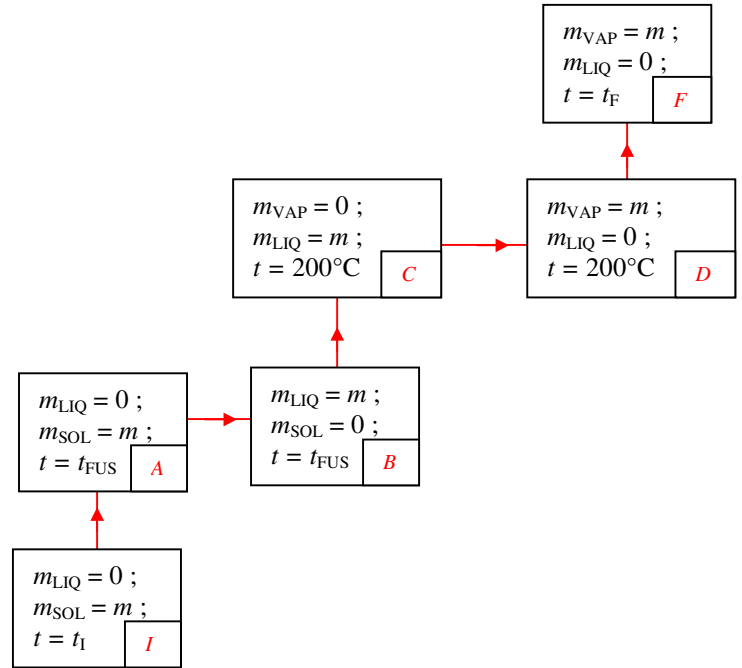 m_VAP = m ;
m_LIQ = 0 ;
t = t_F
F
m_VAP = 0 ;
m_LIQ = m ;
t = 200°C
C
m_VAP = m ;
m_LIQ = 0 ;
t = 200°C
D
m_LIQ = 0 ;
m_SOL = m ;
t = t_FUS
A
m_LIQ = m ;
m_SOL = 0 ;
t = t_FUS
B
m_LIQ = 0 ;
m_SOL = m ;
t = t_I
I